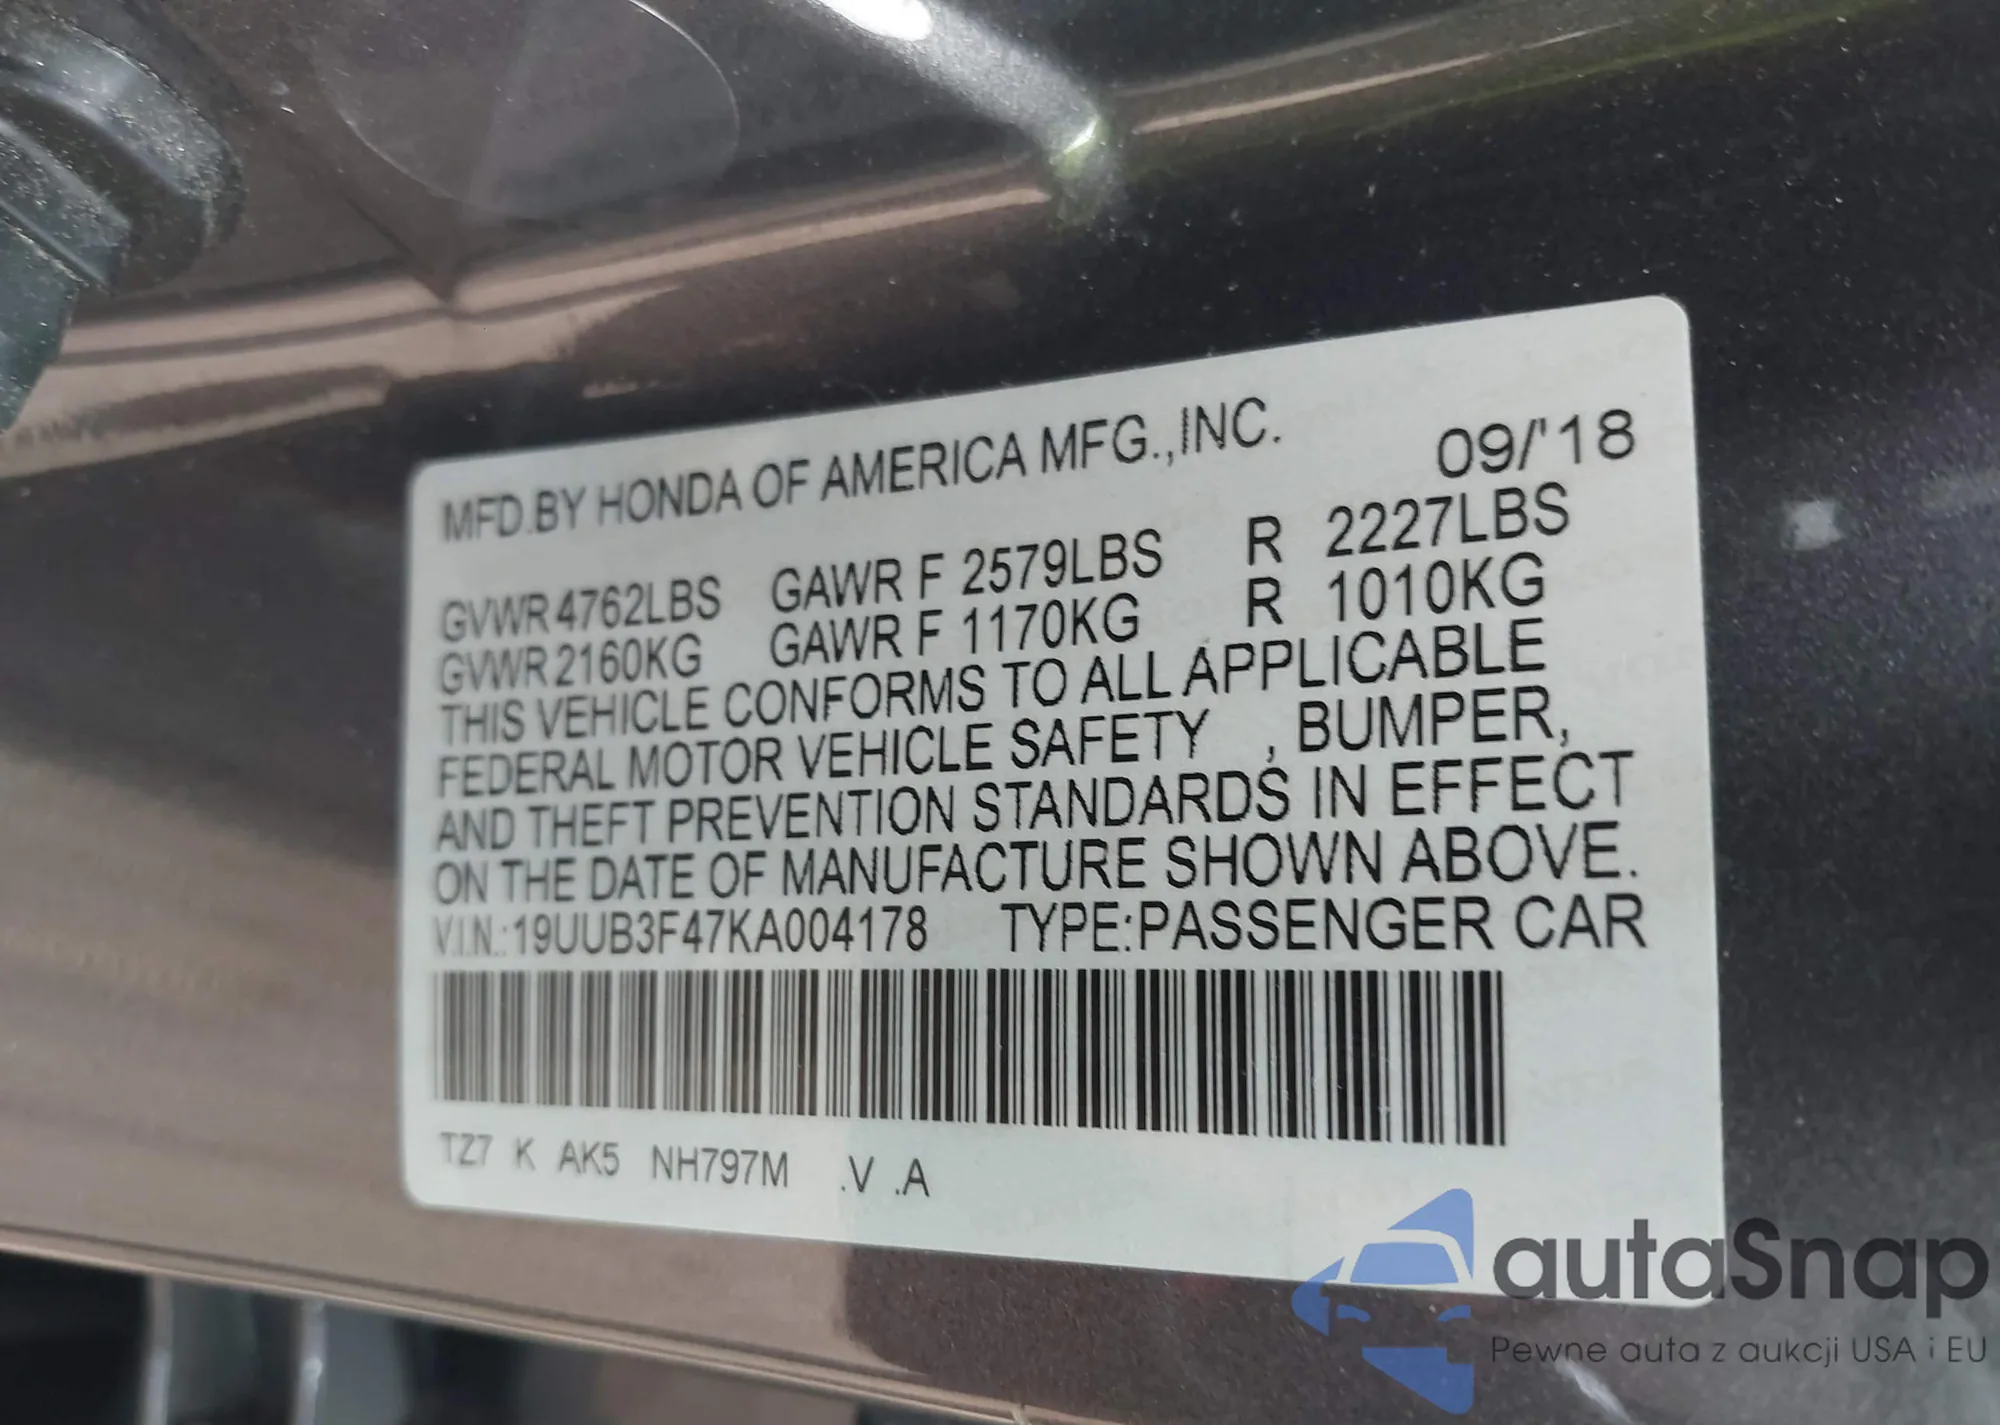 MFD.BY HONDA OF AMERICA MFG.,INC. 09/'18
GVWR 4762LBS GAWR F 2579LBS R 2227LBS
GVWR 2160KG GAWR F 1170KG R 1010KG
THIS VEHICLE CONFORMS TO ALL APPLICABLE
FEDERAL MOTOR VEHICLE SAFETY , BUMPER,
AND THEFT PREVENTION STANDARDS IN EFFECT
ON THE DATE OF MANUFACTURE SHOWN ABOVE.
V.I.N.:19UUB3F47KA004178 TYPE:PASSENGER CAR
TZ7 K AK5 NH797M .V .A
autaSnap
Pewne auta z aukcji USA i EU